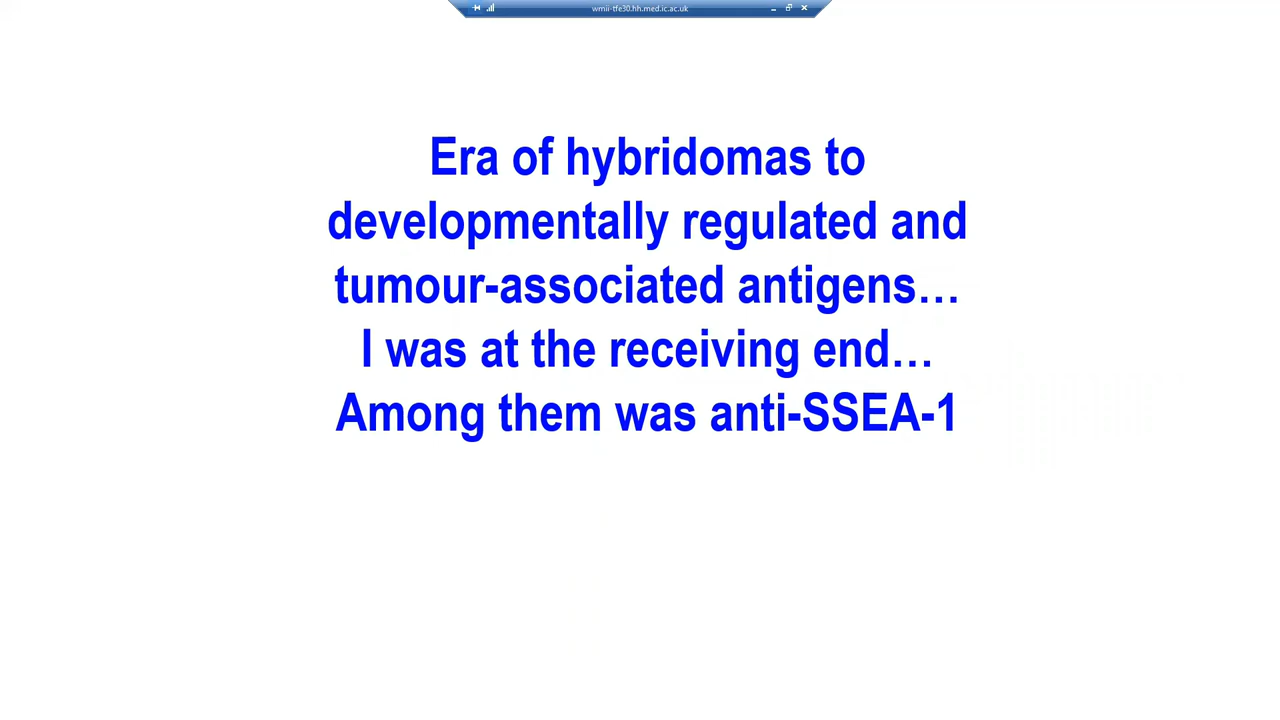 wmii-tfe30.hh.med.ic.ac.uk
Era of hybridomas to
developmentally regulated and
tumour-associated antigens…
I was at the receiving end…
Among them was anti-SSEA-1